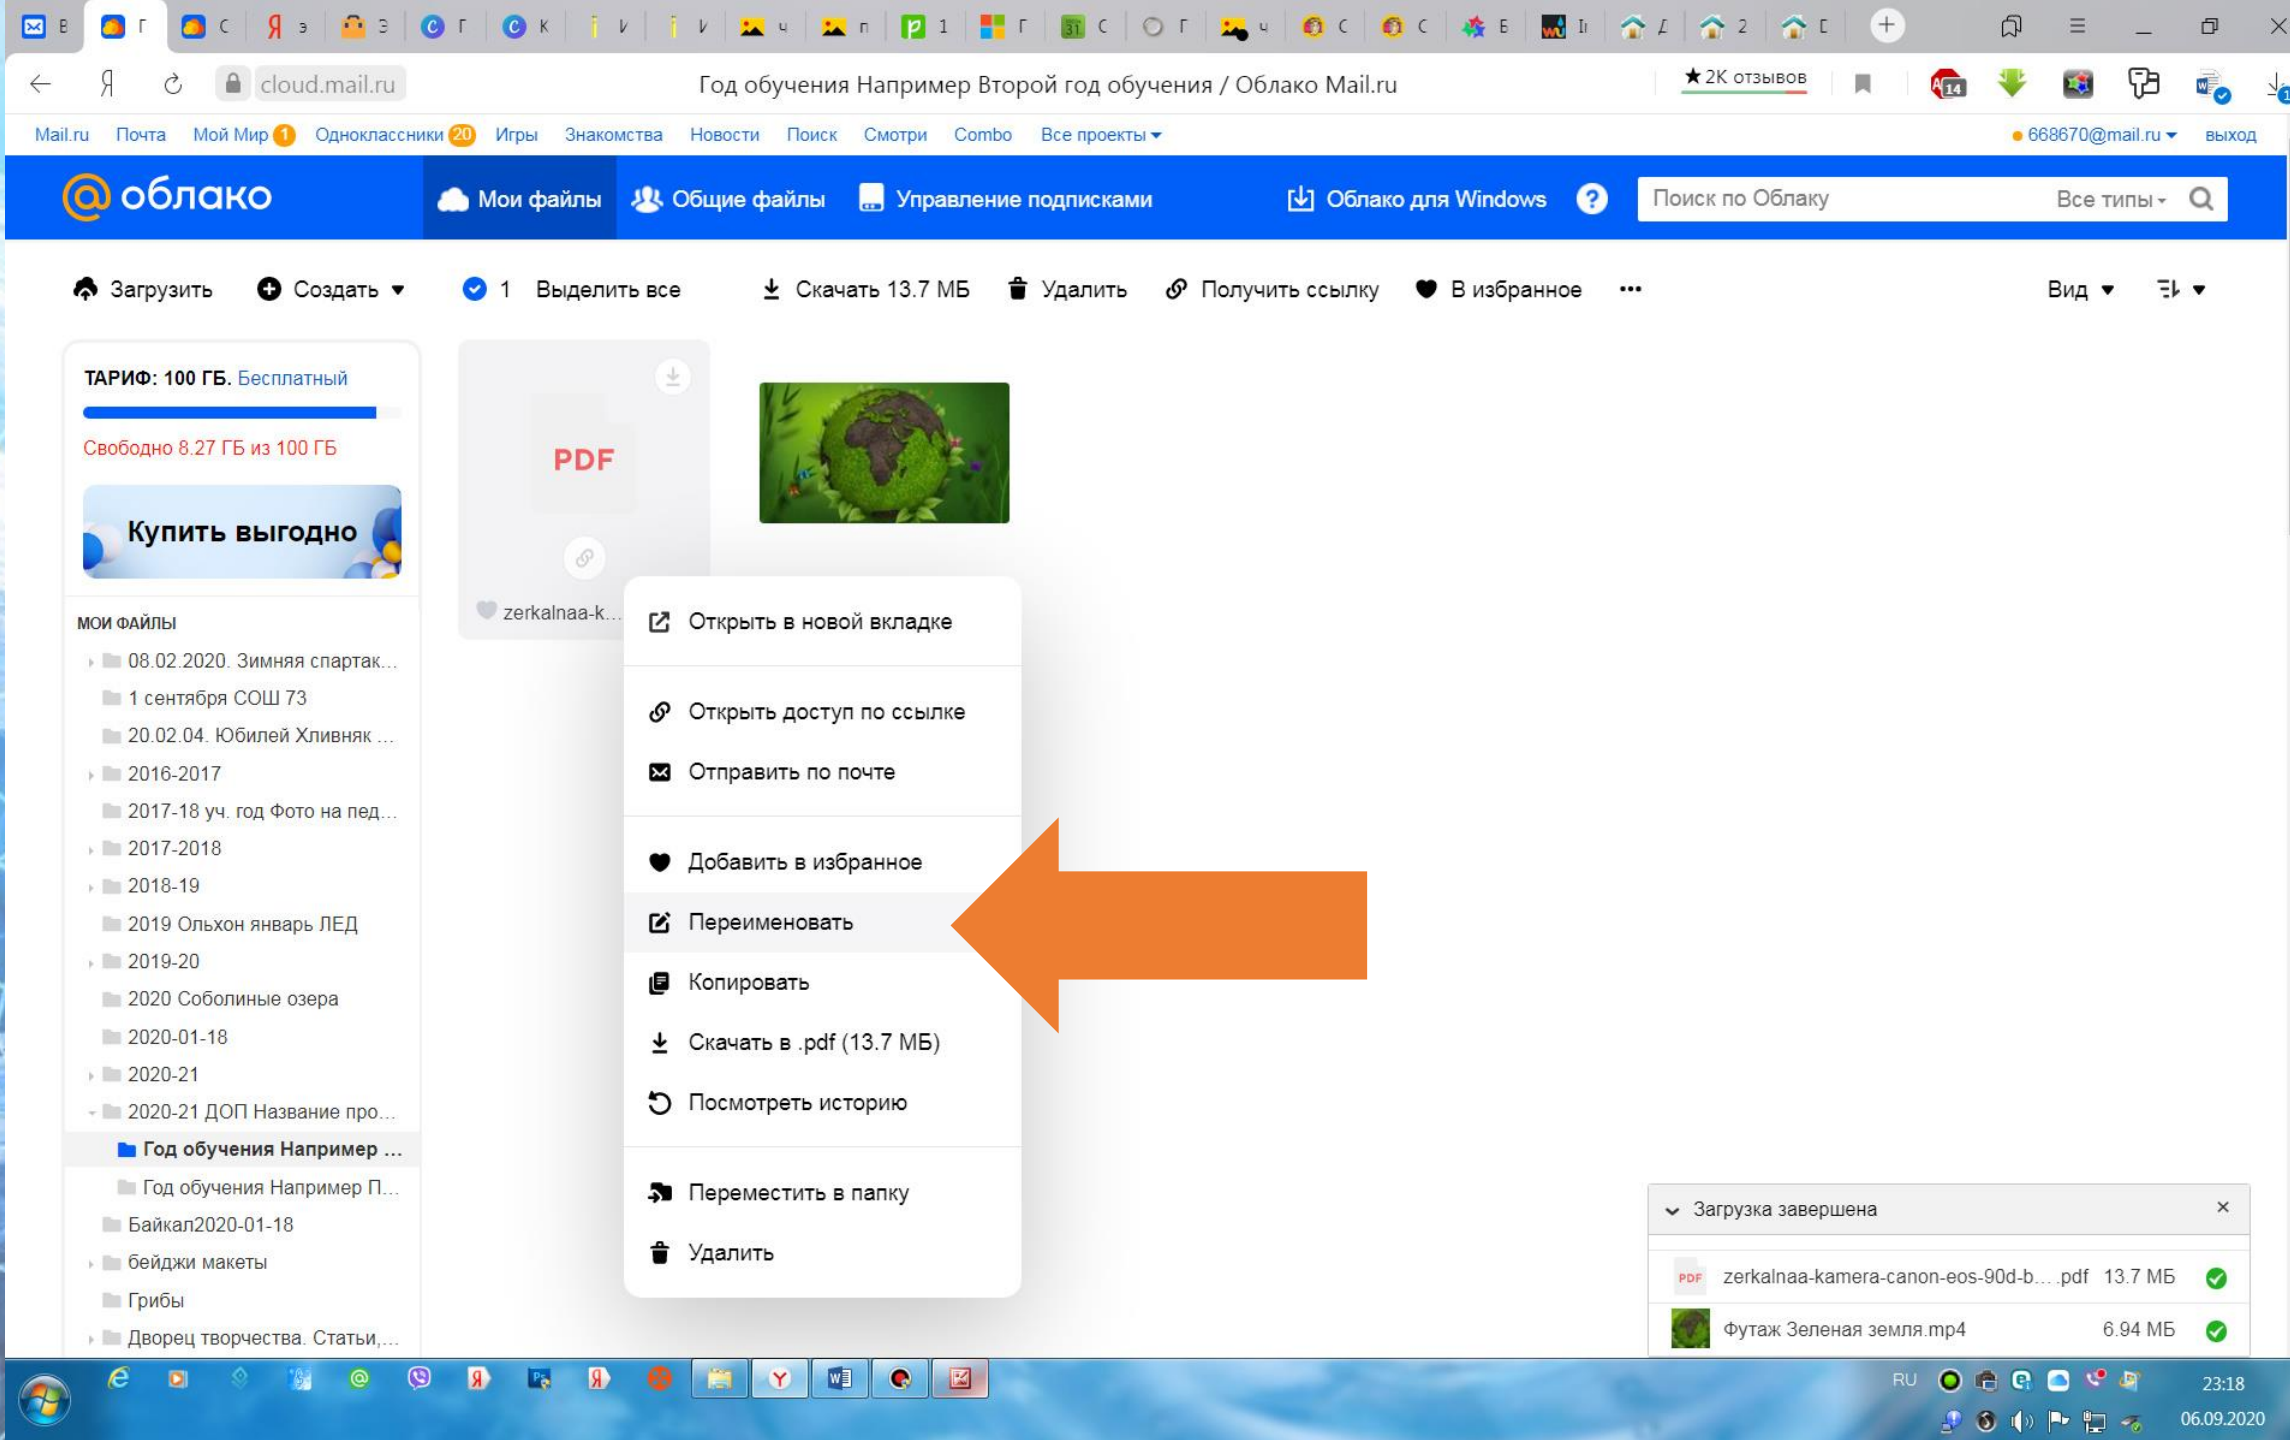 В Г С Я э Э С Г С К И И ч п 1 Г 31 С Г ч С С Б Д 2
← Я cloud.mail.ru Год обучения Например Второй год обучения / Облако Mail.ru ★ 2К отзывов 14
Mail.ru Почта Мой Мир 1 Одноклассники 20 Игры Знакомства Новости Поиск Смотри Combo Все проекты 668670@mail.ru выход
@ облако Мои файлы Общие файлы Управление подписками Облако для Windows ? Поиск по Облаку Все типы
Загрузить Создать 1 Выделить все Скачать 13.7 МБ Удалить Получить ссылку В избранное ••• Вид
ТАРИФ: 100 ГБ. Бесплатный
Свободно 8.27 ГБ из 100 ГБ
Купить выгодно
МОИ ФАЙЛЫ
08.02.2020. Зимняя спартак...
1 сентября СОШ 73
20.02.04. Юбилей Хливняк ...
2016-2017
2017-18 уч. год Фото на пед...
2017-2018
2018-19
2019 Ольхон январь ЛЕД
2019-20
2020 Соболиные озера
2020-01-18
2020-21
2020-21 ДОП Название про...
Год обучения Например ...
Год обучения Например П...
Байкал2020-01-18
бейджи макеты
Грибы
Дворец творчества. Статьи,...
PDF
zerkalnaa-k...
Открыть в новой вкладке
Открыть доступ по ссылке
Отправить по почте
Добавить в избранное
Переименовать
Копировать
Скачать в .pdf (13.7 МБ)
Посмотреть историю
Переместить в папку
Удалить
Загрузка завершена ×
PDF zerkalnaa-kamera-canon-eos-90d-b... .pdf 13.7 МБ
Футаж Зеленая земля.mp4 6.94 МБ
RU 23:18
06.09.2020